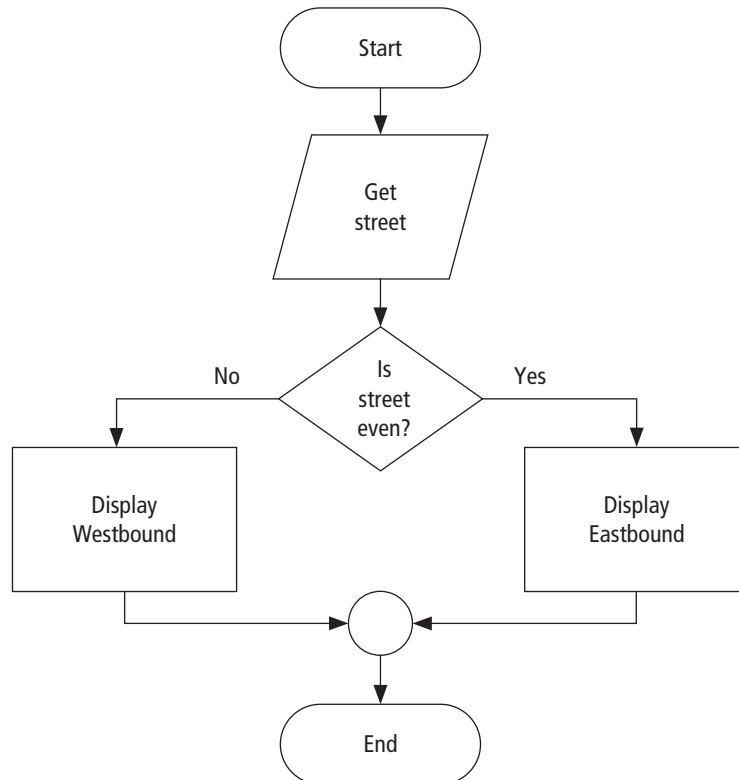 Start
Get
street
Is
street
even?
No
Yes
Display
Westbound
Display
Eastbound
End